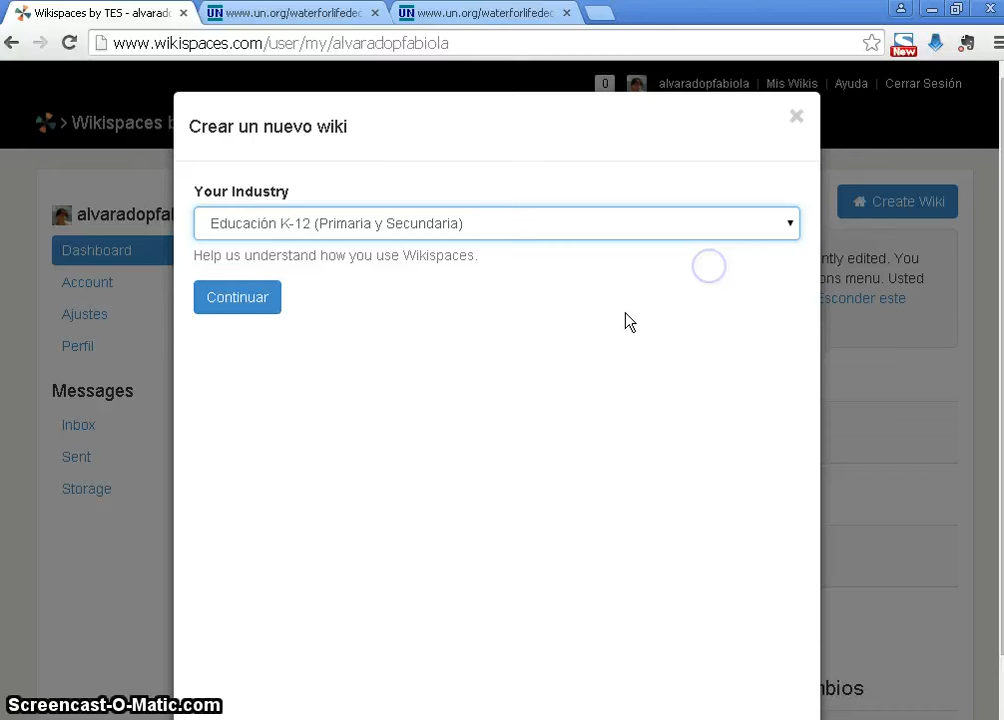 Wikispaces by TES - alvarado
www.un.org/waterforlifedec
www.un.org/waterforlifedec
www.wikispaces.com/user/my/alvaradopfabiola
New
0 alvaradopfabiola | Mis Wikis | Ayuda | Cerrar Sesión
Wikispaces
Crear un nuevo wiki
Your Industry
Educación K-12 (Primaria y Secundaria)
Help us understand how you use Wikispaces.
Continuar
alvaradopfa
Dashboard
Account
Ajustes
Perfil
Messages
Inbox
Sent
Storage
Create Wiki
ntly edited. You
ons menu. Usted
Esconder este
mbios
Screencast-O-Matic.com